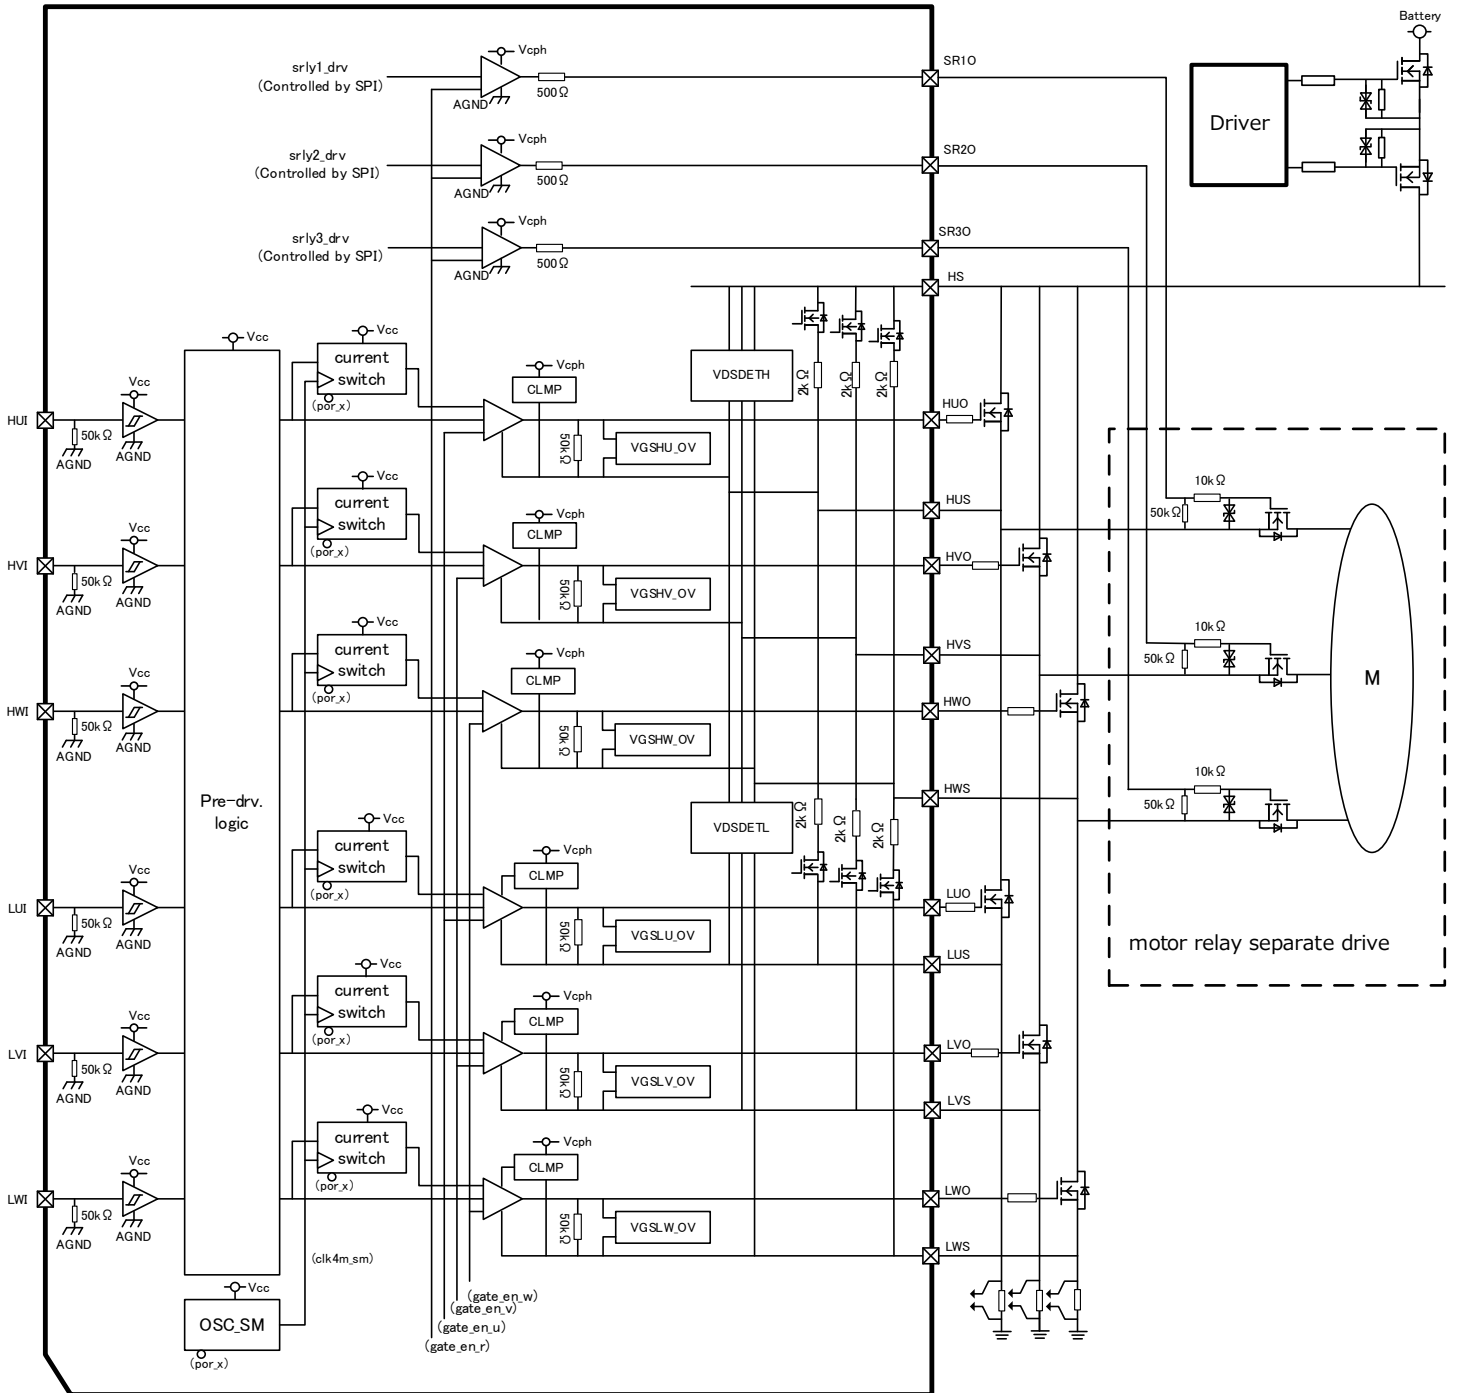 Battery
Vcph
srly1_drv
(Controlled by SPI)
AGND
500Ω
SR1O
Driver
Vcph
srly2_drv
(Controlled by SPI)
AGND
500Ω
SR2O
Vcph
srly3_drv
(Controlled by SPI)
AGND
500Ω
SR3O
HS
Vcc
Pre-drv.
logic
Vcc
current
switch
(por_x)
Vcph
CLMP
VDSDETH
2kΩ
2kΩ
2kΩ
HUI
50kΩ
AGND
Vcc
AGND
50kΩ
VGSHU_OV
HUO
HUS
Vcc
current
switch
(por_x)
Vcph
CLMP
HVI
50kΩ
AGND
Vcc
AGND
50kΩ
VGSHV_OV
HVO
HVS
Vcc
current
switch
(por_x)
Vcph
CLMP
HWI
50kΩ
AGND
Vcc
AGND
50kΩ
VGSHW_OV
HWO
HWS
10kΩ
50kΩ
10kΩ
50kΩ
10kΩ
50kΩ
M
motor relay separate drive
VDSDETL
2kΩ
2kΩ
2kΩ
Vcc
current
switch
(por_x)
Vcph
CLMP
LUI
50kΩ
AGND
Vcc
AGND
50kΩ
VGSLU_OV
LUO
LUS
Vcc
current
switch
(por_x)
Vcph
CLMP
LVI
50kΩ
AGND
Vcc
AGND
50kΩ
VGSLV_OV
LVO
LVS
Vcc
current
switch
(por_x)
Vcph
CLMP
LWI
50kΩ
AGND
Vcc
AGND
50kΩ
VGSLW_OV
LWO
LWS
(clk4m_sm)
Vcc
OSC_SM
(por_x)
(gate_en_w)
(gate_en_v)
(gate_en_u)
(gate_en_r)